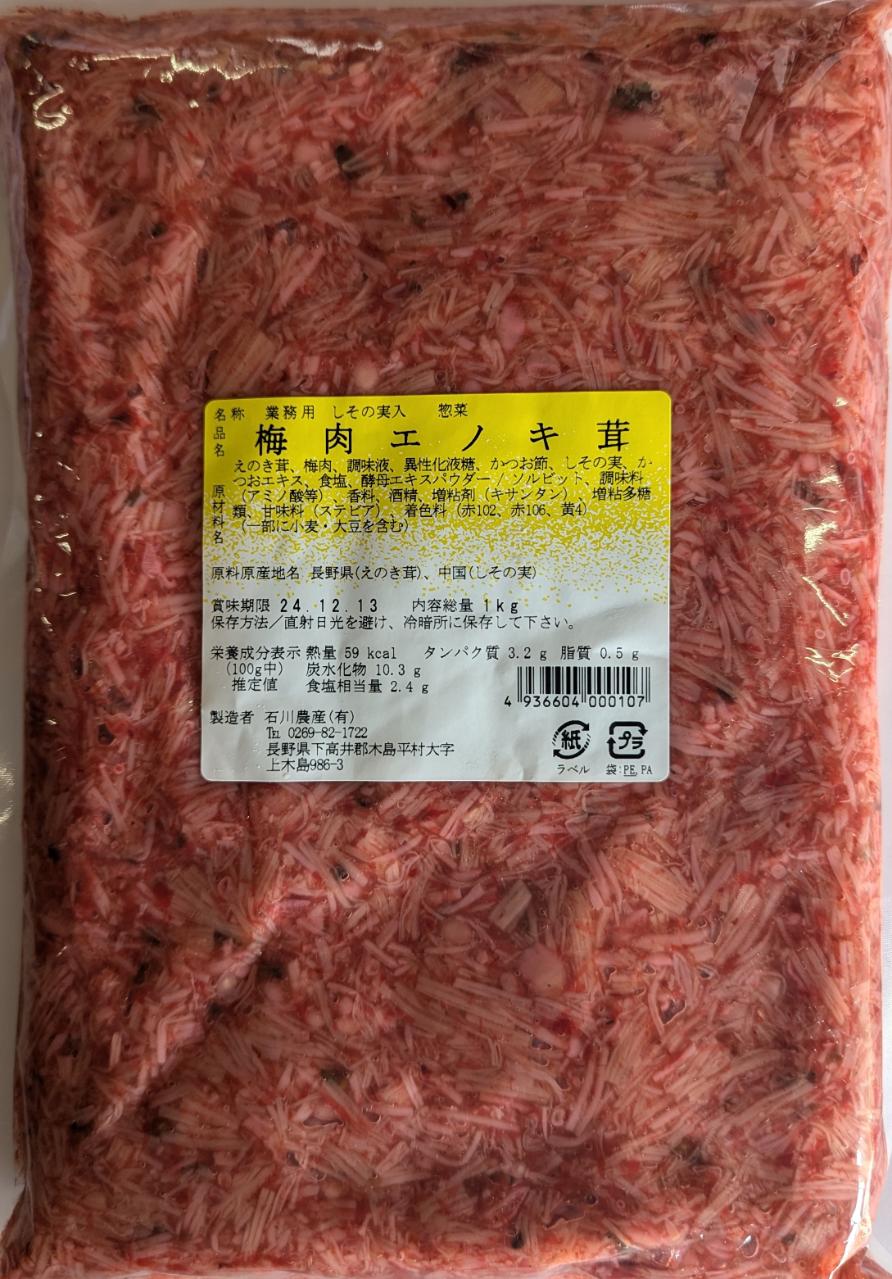 名称 業務用 しその実入 惣菜
品名 梅肉エノキ茸
原材料名 えのき茸、梅肉、調味液、異性化液糖、かつお節、しその実、か
つおエキス、食塩、酵母エキスパウダー / ソルビット、調味料
(アミノ酸等)、香料、酒精、増粘剤(キサンタン)、増粘多糖
類、甘味料(ステビア)、着色料(赤102、赤106、黄4)
(一部に小麦・大豆を含む)
原料原産地名 長野県(えのき茸)、中国(しその実)
賞味期限 24.12.13 内容総量 1kg
保存方法/直射日光を避け、冷暗所に保存して下さい。
栄養成分表示 熱量 59 kcal タンパク質 3.2 g 脂質 0.5 g
(100g中) 炭水化物 10.3 g
推定値 食塩相当量 2.4 g
4 936604 000107
製造者 石川農産(有)
℡ 0269-82-1722
長野県下高井郡木島平村大字
上木島986-3
紙 プラ
ラベル 袋:PE,PA